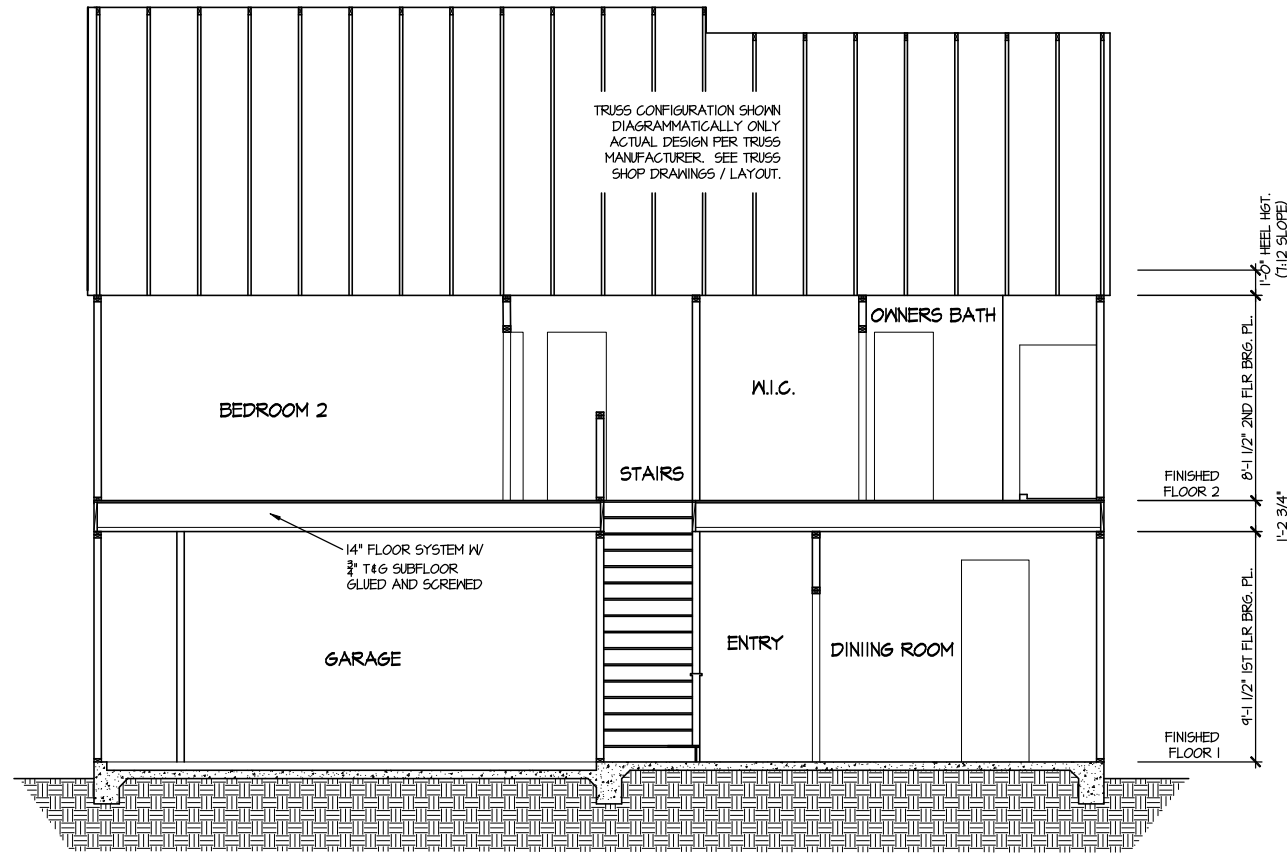 TRUSS CONFIGURATION SHOWN
DIAGRAMMATICALLY ONLY
ACTUAL DESIGN PER TRUSS
MANUFACTURER. SEE TRUSS
SHOP DRAWINGS / LAYOUT.
1'-0" HEEL HGT.
(7:12 SLOPE)
OWNERS BATH
W.I.C.
BEDROOM 2
8'-1 1/2" 2ND FLR BRG. PL.
STAIRS
FINISHED
FLOOR 2
1'-2 3/4"
14" FLOOR SYSTEM W/
3/4" T&G SUBFLOOR
GLUED AND SCREWED
ENTRY
DINIING ROOM
GARAGE
9'-1 1/2" 1ST FLR BRG. PL.
FINISHED
FLOOR 1